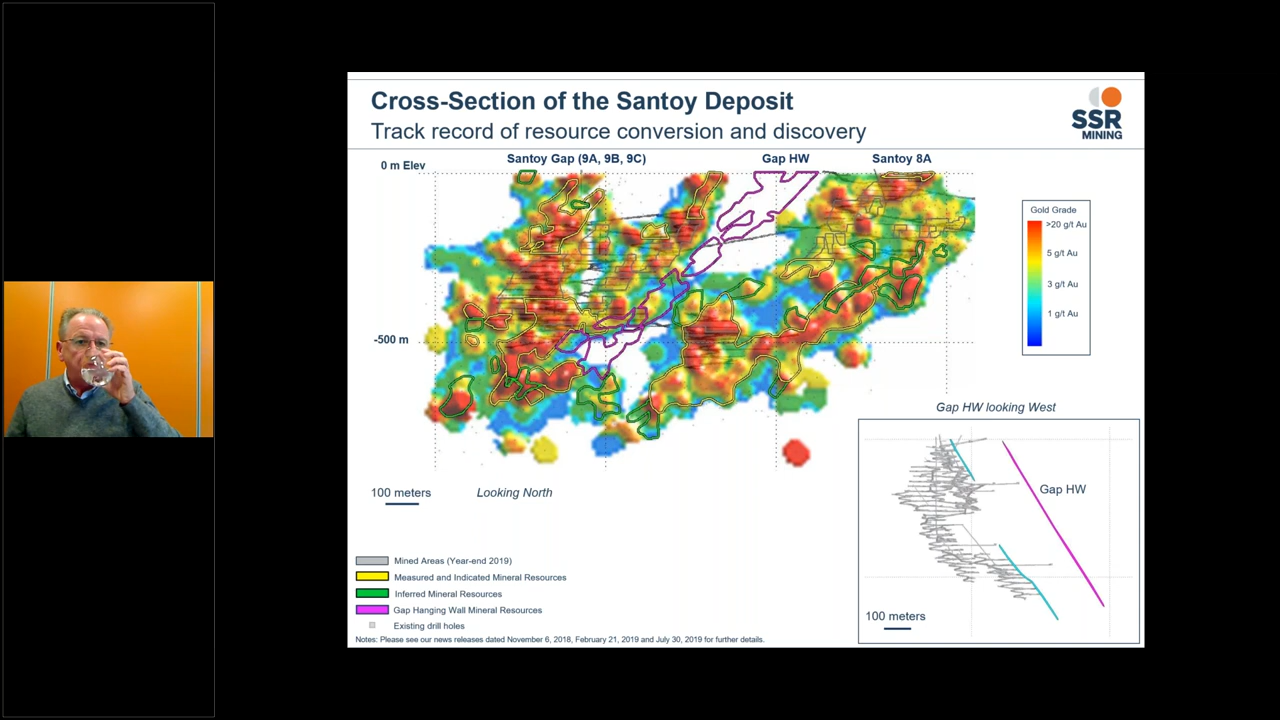 Cross-Section of the Santoy Deposit
Track record of resource conversion and discovery
SSR
MINING
0 m Elev
Santoy Gap (9A, 9B, 9C)
Gap HW
Santoy 8A
Gold Grade
>20 g/t Au
5 g/t Au
3 g/t Au
1 g/t Au
-500 m
Gap HW looking West
Gap HW
100 meters
100 meters
Looking North
Mined Areas (Year-end 2019)
Measured and Indicated Mineral Resources
Inferred Mineral Resources
Gap Hanging Wall Mineral Resources
Existing drill holes
Notes: Please see our news releases dated November 6, 2018, February 21, 2019 and July 30, 2019 for further details.